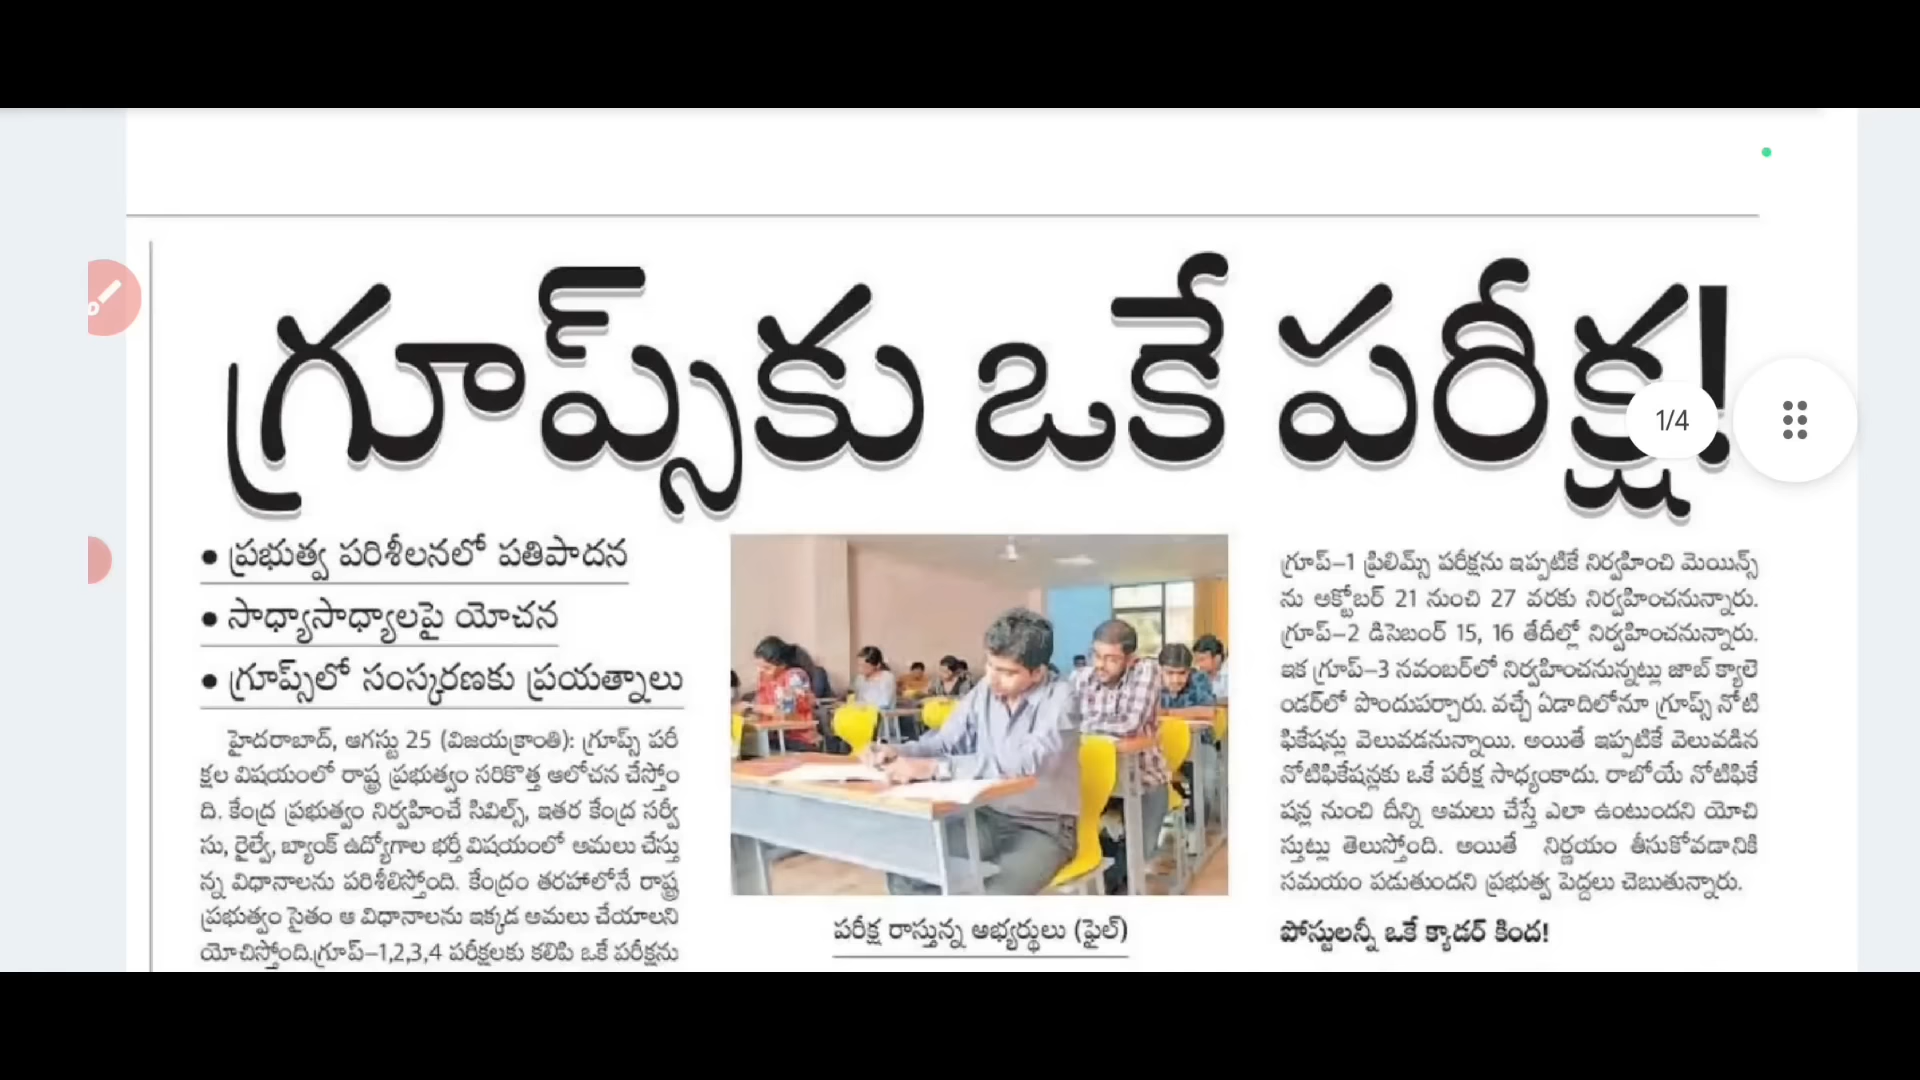 గ్రూప్స్‌కు ఒకే పరీక్ష!
1/4
• ప్రభుత్వ పరిశీలనలో పతిపాదన
• సాధ్యాసాధ్యాలపై యోచన
• గ్రూప్స్‌లో సంస్కరణకు ప్రయత్నాలు
హైదరాబాద్, ఆగస్టు 25 (విజయక్రాంతి): గ్రూప్స్ పరీ
క్షల విషయంలో రాష్ట్ర ప్రభుత్వం సరికొత్త ఆలోచన చేస్తోం
ది. కేంద్ర ప్రభుత్వం నిర్వహించే సివిల్స్, ఇతర కేంద్ర సర్వీ
సు, రైల్వే, బ్యాంక్ ఉద్యోగాల భర్తీ విషయంలో అమలు చేస్తు
న్న విధానాలను పరిశీలిస్తోంది. కేంద్రం తరహాలోనే రాష్ట్ర
ప్రభుత్వం సైతం ఆ విధానాలను ఇక్కడ అమలు చేయాలని
యోచిస్తోంది.గ్రూప్–1,2,3,4 పరీక్షలకు కలిపి ఒకే పరీక్షను
పరీక్ష రాస్తున్న అభ్యర్థులు (ఫైల్)
గ్రూప్–1 ప్రిలిమ్స్ పరీక్షను ఇప్పటికే నిర్వహించి మెయిన్స్
ను అక్టోబర్ 21 నుంచి 27 వరకు నిర్వహించనున్నారు.
గ్రూప్–2 డిసెబంర్ 15, 16 తేదీల్లో నిర్వహించనున్నారు.
ఇక గ్రూప్–3 నవంబర్‌లో నిర్వహించనున్నట్లు జాబ్ క్యాలె
ండర్‌లో పొందుపర్చారు. వచ్చే ఏడాదిలోనూ గ్రూప్స్ నోటి
ఫికేషన్లు వెలువడనున్నాయి. అయితే ఇప్పటికే వెలువడిన
నోటిఫికేషన్లకు ఒకే పరీక్ష సాధ్యంకాదు. రాబోయే నోటిఫికే
షన్ల నుంచి దీన్ని అమలు చేస్తే ఎలా ఉంటుందని యోచి
స్తుట్లు తెలుస్తోంది. అయితే నిర్ణయం తీసుకోవడానికి
సమయం పడుతుందని ప్రభుత్వ పెద్దలు చెబుతున్నారు.
పోస్టులన్నీ ఒకే క్యాడర్ కింద!